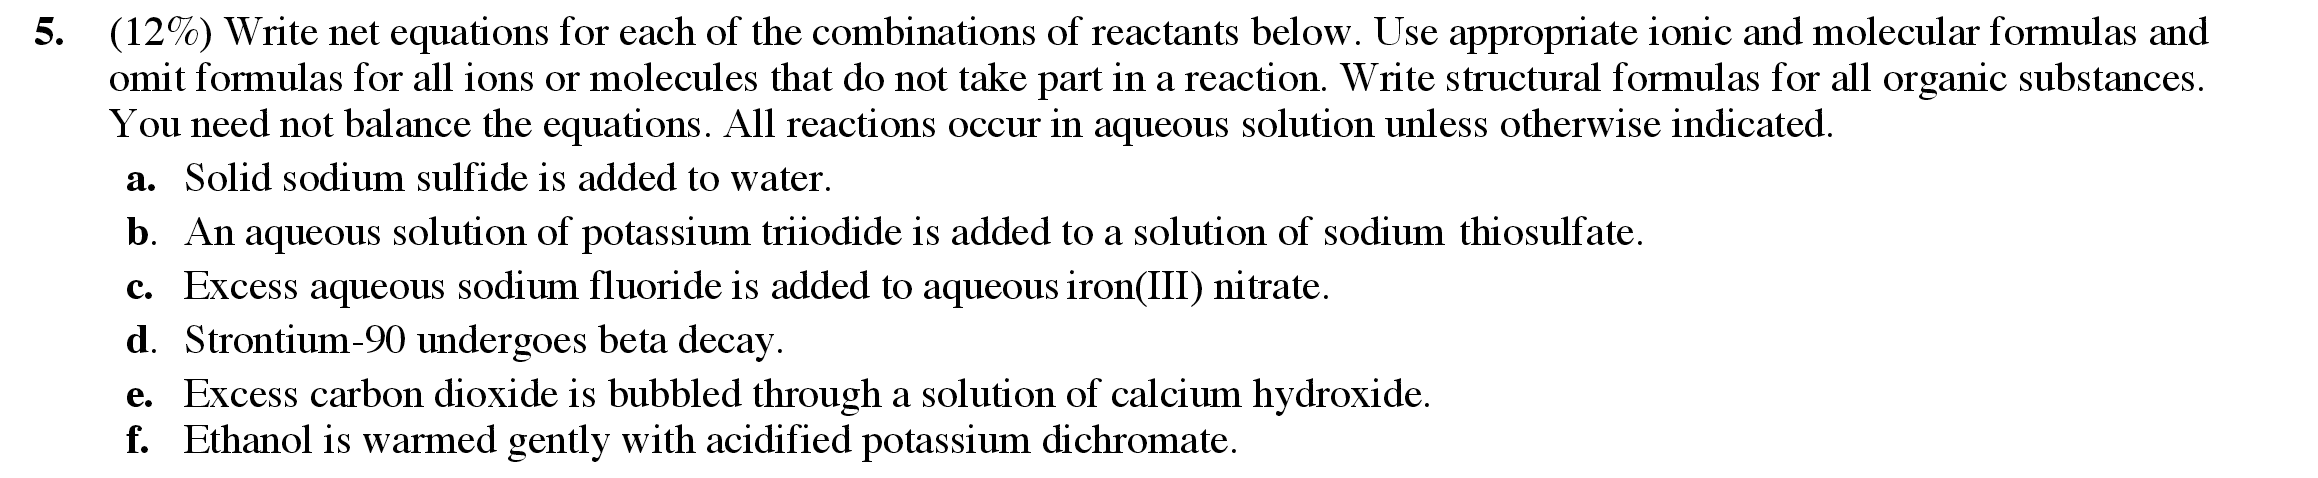 5. (12%) Write net equations for each of the combinations of reactants below. Use appropriate ionic and molecular formulas and
omit formulas for all ions or molecules that do not take part in a reaction. Write structural formulas for all organic substances.
You need not balance the equations. All reactions occur in aqueous solution unless otherwise indicated.
a. Solid sodium sulfide is added to water.
b. An aqueous solution of potassium triiodide is added to a solution of sodium thiosulfate.
c. Excess aqueous sodium fluoride is added to aqueous iron(III) nitrate.
d. Strontium-90 undergoes beta decay.
e. Excess carbon dioxide is bubbled through a solution of calcium hydroxide.
f. Ethanol is warmed gently with acidified potassium dichromate.